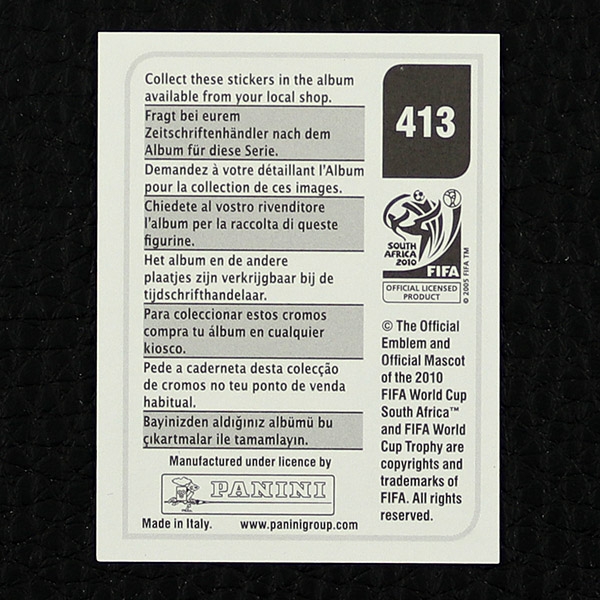 Collect these stickers in the album
available from your local shop.
Fragt bei eurem
Zeitschriftenhändler nach dem
Album für diese Serie.
Demandez à votre détaillant l'Album
pour la collection de ces images.
Chiedete al vostro rivenditore
l'album per la raccolta di queste
figurine.
Het album en de andere
plaatjes zijn verkrijgbaar bij de
tijdschrifthandelaar.
Para coleccionar estos cromos
compra tu álbum en cualquier
kiosco.
Pede a caderneta desta colecção
de cromos no teu ponto de venda
habitual.
Bayinizden aldığınız albümü bu
çıkartmalar ile tamamlayın.
Manufactured under licence by
PANINI
Made in Italy. www.paninigroup.com
413
SOUTH
AFRICA
2010
FIFA
© 2005 FIFA TM
OFFICIAL LICENSED
PRODUCT
© The Official
Emblem and
Official Mascot
of the 2010
FIFA World Cup
South Africa™
and FIFA World
Cup Trophy are
copyrights and
trademarks of
FIFA. All rights
reserved.